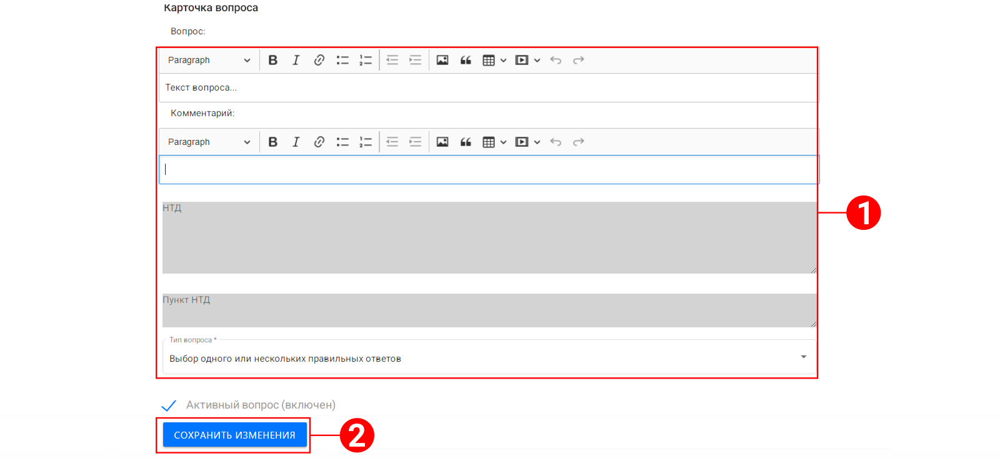 Карточка вопроса
Вопрос:
Paragraph
Текст вопроса...
Комментарий:
Paragraph
НТД
1
Пункт НТД
Тип вопроса *
Выбор одного или нескольких правильных ответов
Активный вопрос (включен)
СОХРАНИТЬ ИЗМЕНЕНИЯ
2